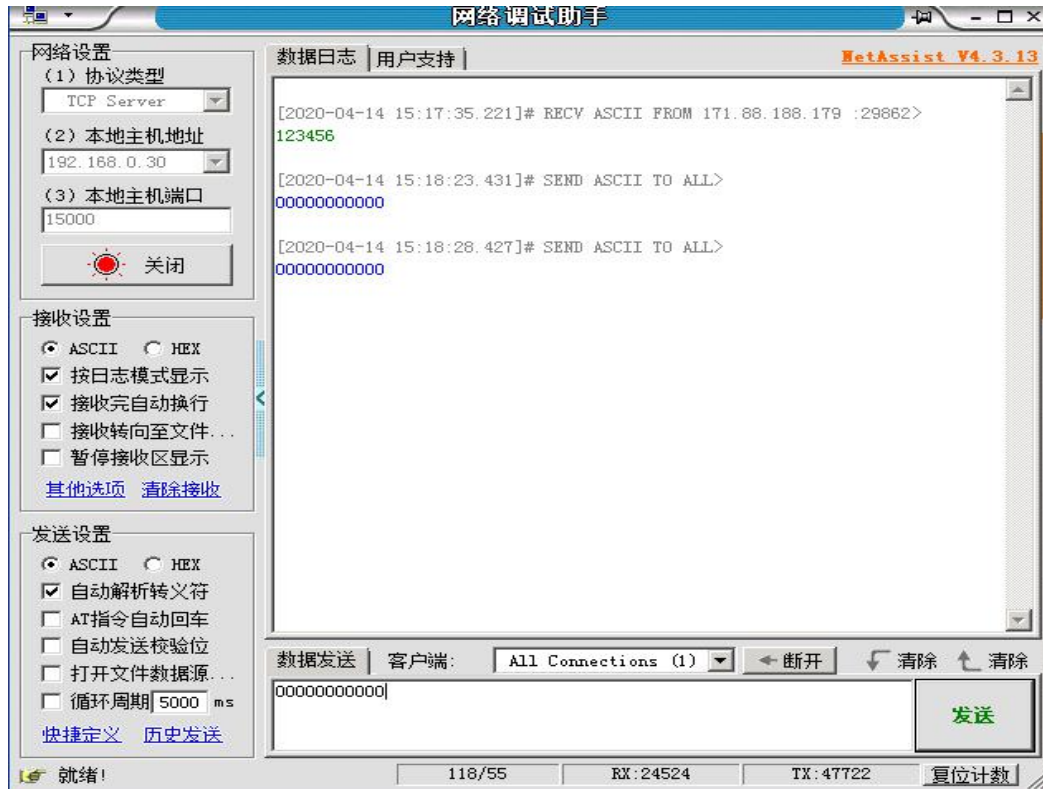 网络调试助手
网络设置
(1) 协议类型
TCP Server
(2) 本地主机地址
192.168.0.30
(3) 本地主机端口
15000
关闭
接收设置
ASCII HEX
按日志模式显示
接收完自动换行
接收转向至文件...
暂停接收区显示
其他选项 清除接收
发送设置
ASCII HEX
自动解析转义符
AT指令自动回车
自动发送校验位
打开文件数据源...
循环周期 5000 ms
快捷定义 历史发送
数据日志 用户支持 NetAssist V4.3.13
[2020-04-14 15:17:35.221]# RECV ASCII FROM 171.88.188.179 :29862>
123456
[2020-04-14 15:18:23.431]# SEND ASCII TO ALL>
00000000000
[2020-04-14 15:18:28.427]# SEND ASCII TO ALL>
00000000000
数据发送 客户端: All Connections (1) 断开 清除 清除
00000000000
发送
就绪! 118/55 RX:24524 TX:47722 复位计数